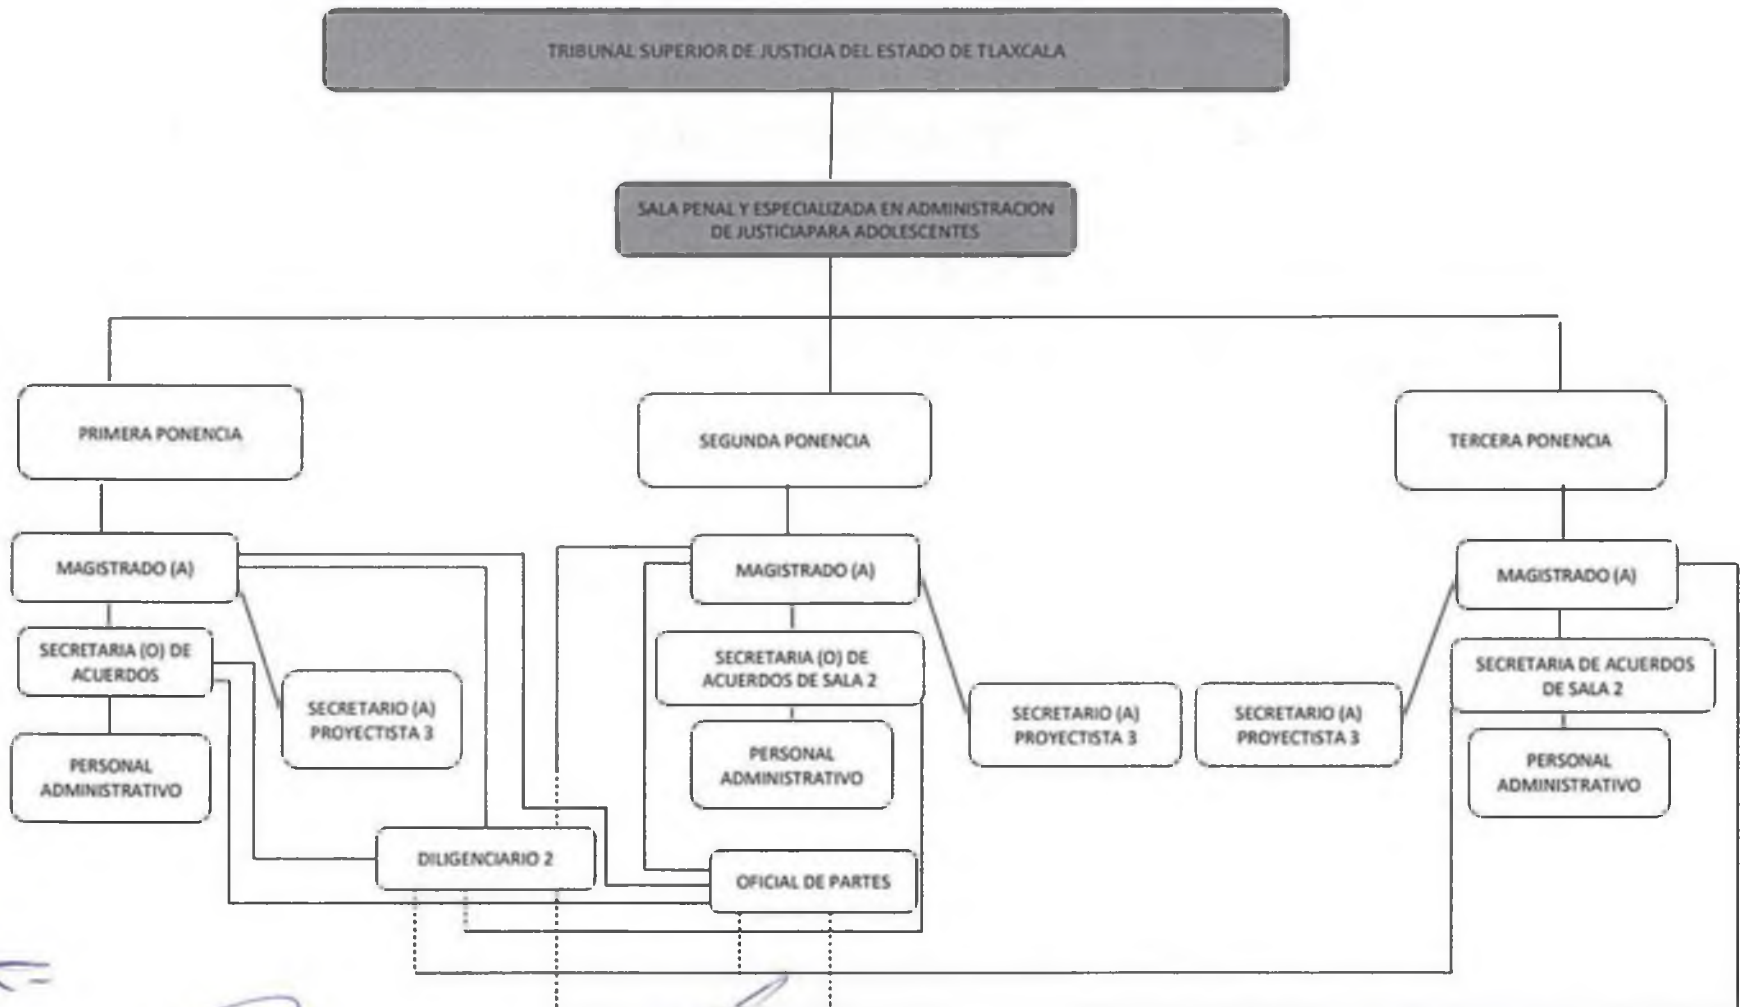 TRIBUNAL SUPERIOR DE JUSTICIA DEL ESTADO DE TLAXCALA
SALA PENAL Y ESPECIALIZADA EN ADMINISTRACION
DE JUSTICIAPARA ADOLESCENTES
PRIMERA PONENCIA
SEGUNDA PONENCIA
TERCERA PONENCIA
MAGISTRADO (A)
MAGISTRADO (A)
MAGISTRADO (A)
SECRETARIA (O) DE
ACUERDOS
SECRETARIO (A)
PROYECTISTA 3
SECRETARIA (O) DE
ACUERDOS DE SALA 2
SECRETARIO (A)
PROYECTISTA 3
SECRETARIO (A)
PROYECTISTA 3
SECRETARIA DE ACUERDOS
DE SALA 2
PERSONAL
ADMINISTRATIVO
PERSONAL
ADMINISTRATIVO
PERSONAL
ADMINISTRATIVO
DILIGENCIARIO 2
OFICIAL DE PARTES